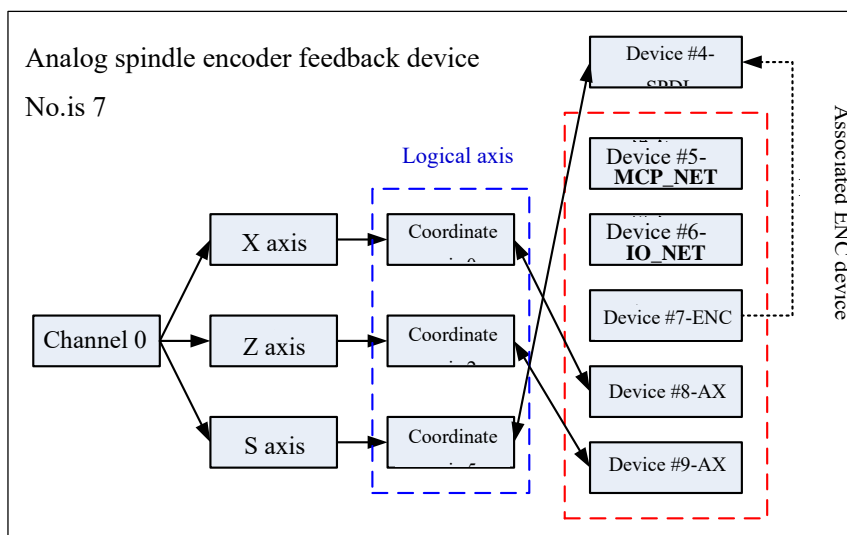 Analog spindle encoder feedback device
No.is 7
Device #4-
Logical axis
Device #5-
MCP_NET
X axis
Coordinate
Device #6-
IO_NET
Channel 0
Z axis
Coordinate
Device #7-ENC
Device #8-AX
S axis
Coordinate
Device #9-AX
Associated ENC device